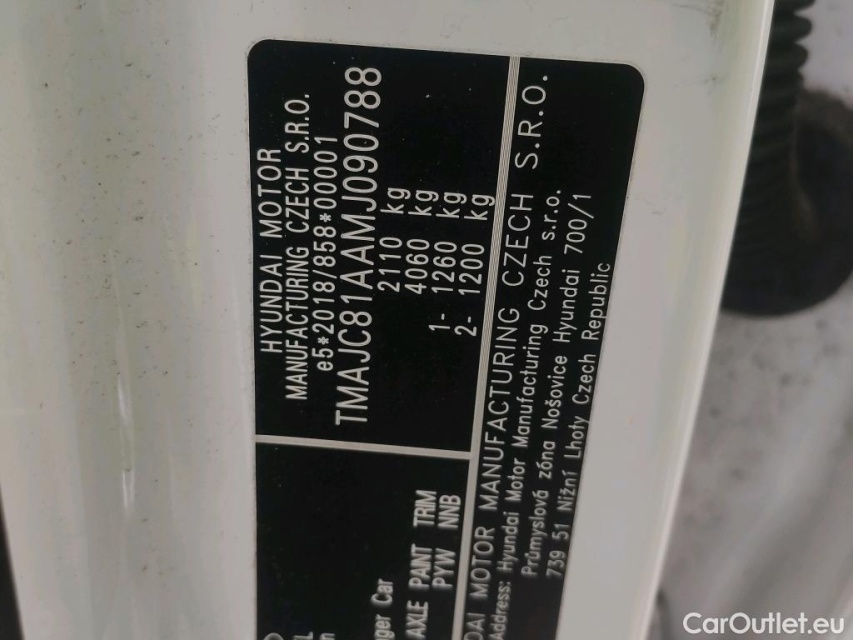 HYUNDAI MOTOR
MANUFACTURING CZECH S.R.O.
e5*2018/858*00001
TMAJC81AAMJ090788
2110 kg
4060 kg
1- 1260 kg
2- 1200 kg
ger Car
AXLE PAINT TRIM
PYW NNB
DAI MOTOR MANUFACTURING CZECH S.R.O.
Address: Hyundai Motor Manufacturing Czech s.r.o.
Průmyslová zóna Nošovice Hyundai 700/1
739 51 Nižní Lhoty Czech Republic
CarOutlet.eu